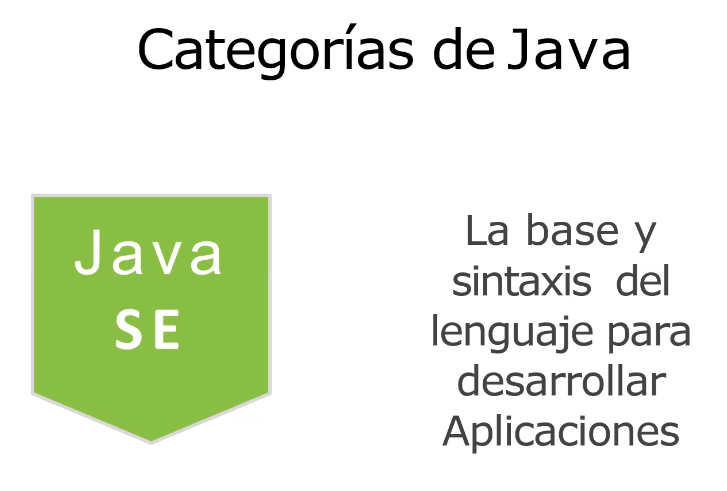 Categorías de Java
Java
SE
La base y
sintaxis del
lenguaje para
desarrollar
Aplicaciones